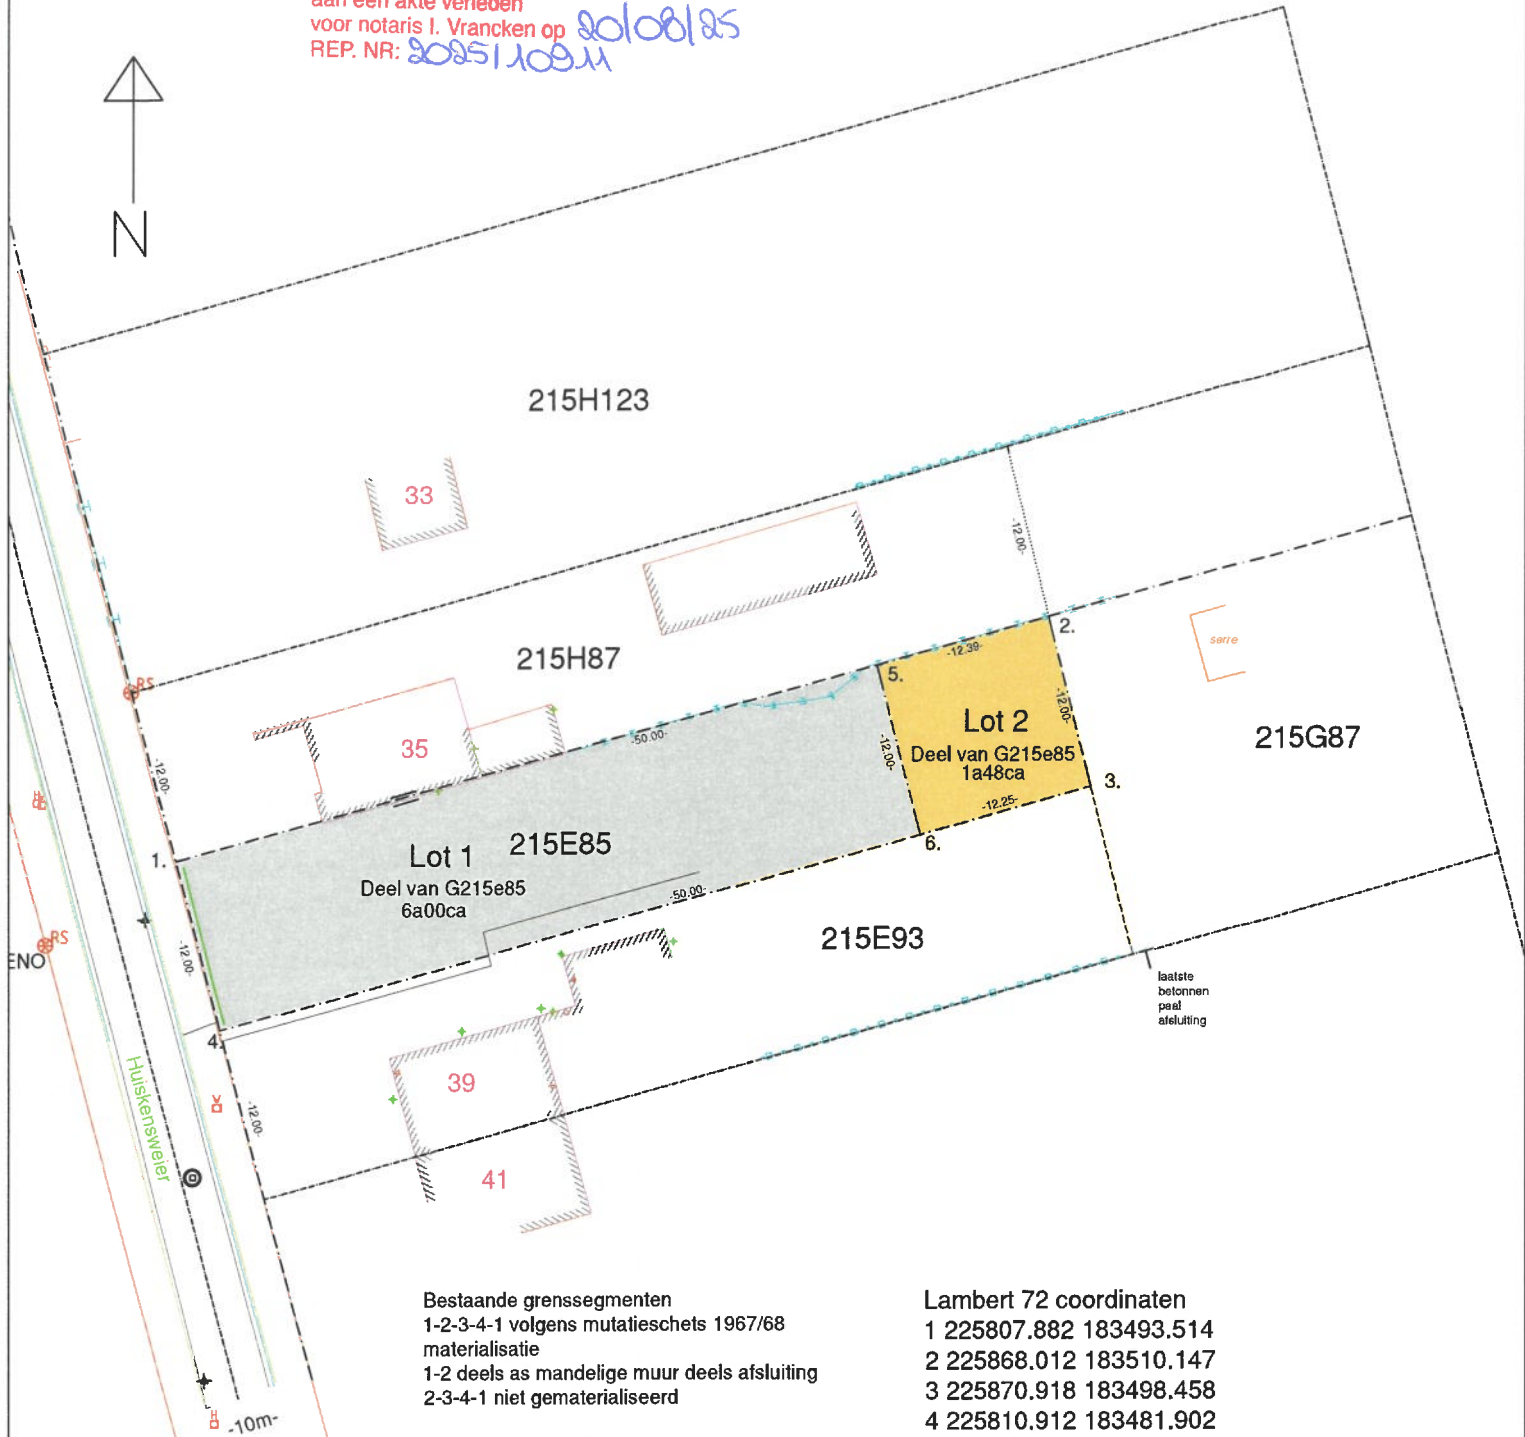 aan een akte verleden
voor notaris I. Vrancken op 20/08/25
REP. NR: 2025/10911
N
215H123
33
-12.00-
2.
serre
215H87
5.
-12.39-
RS
-12.00-
Lot 2
215G87
35
-50.00-
-12.00-
Deel van G215e85
1a48ca
-12.00-
3.
-12.25-
1.
Lot 1
215E85
6.
Deel van G215e85
6a00ca
-50.00-
-12.00-
215E93
RS
ENO
laatste
betonnen
paal
afsluiting
4.
Huiskensweier
39
-12.00-
41
Bestaande grenssegmenten
1-2-3-4-1 volgens mutatieschets 1967/68
materialisatie
1-2 deels as mandelige muur deels afsluiting
2-3-4-1 niet gematerialiseerd
Lambert 72 coordinaten
1 225807.882 183493.514
2 225868.012 183510.147
3 225870.918 183498.458
4 225810.912 183481.902
-10m-